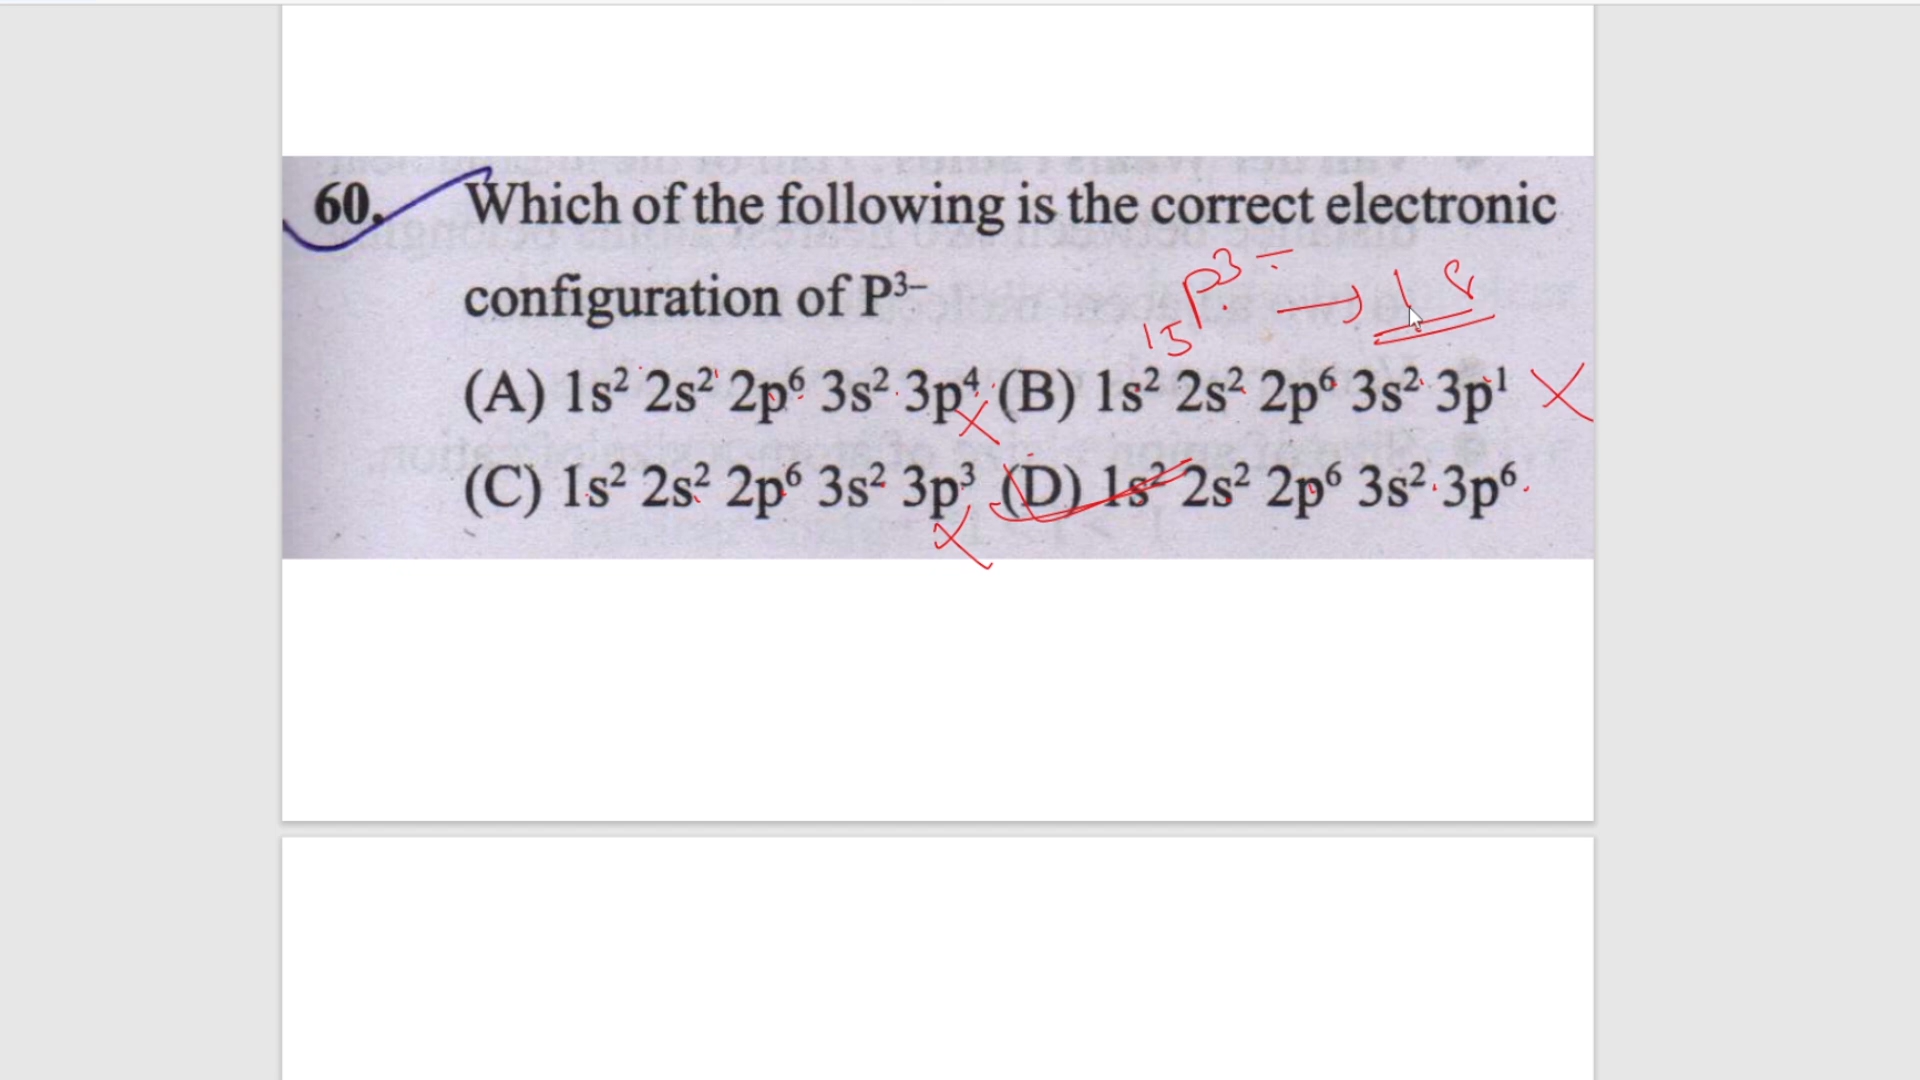 60. Which of the following is the correct electronic
configuration of P³⁻
₁₅P³⁻ → 18
(A) 1s² 2s² 2p⁶ 3s² 3p⁴ (B) 1s² 2s² 2p⁶ 3s² 3p¹
(C) 1s² 2s² 2p⁶ 3s² 3p³ (D) 1s² 2s² 2p⁶ 3s² 3p⁶